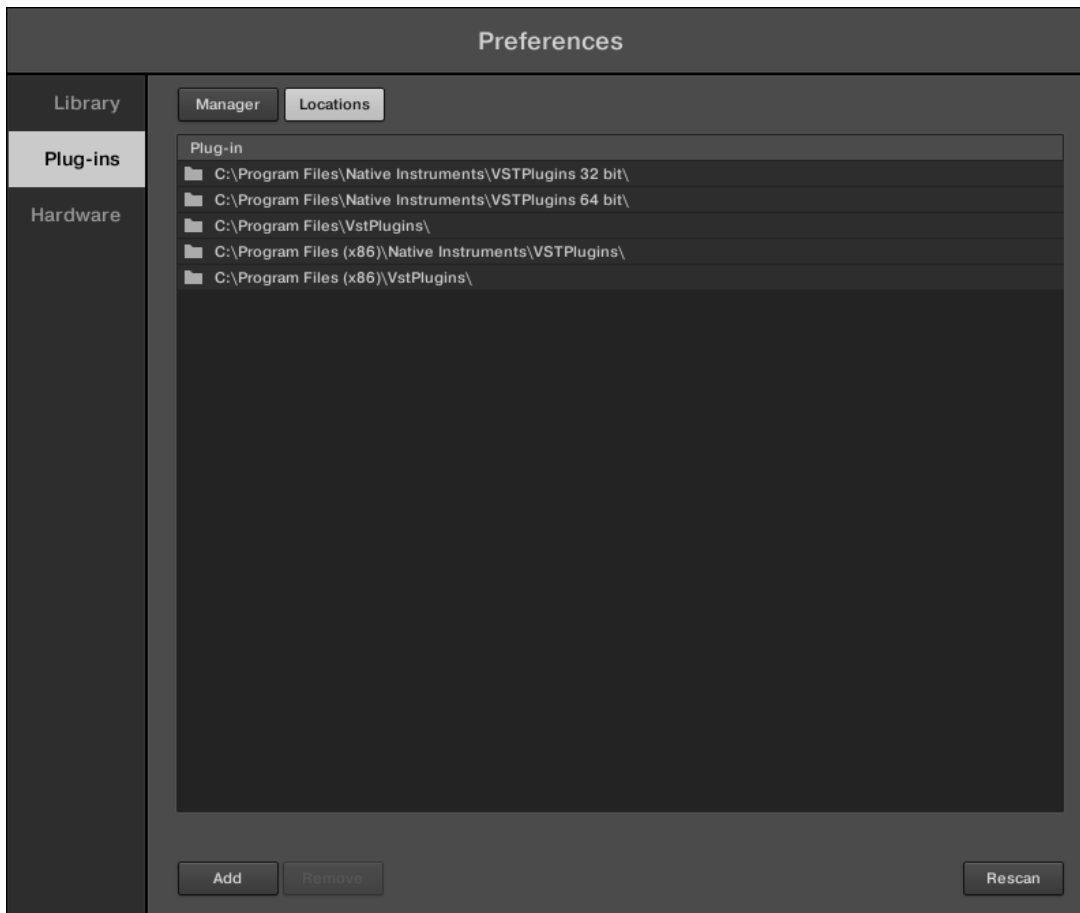 Preferences
Library
Plug-ins
Hardware
Manager
Locations
Plug-in
C:\Program Files\Native Instruments\VSTPlugins 32 bit\
C:\Program Files\Native Instruments\VSTPlugins 64 bit\
C:\Program Files\VstPlugins\
C:\Program Files (x86)\Native Instruments\VSTPlugins\
C:\Program Files (x86)\VstPlugins\
Add
Remove
Rescan